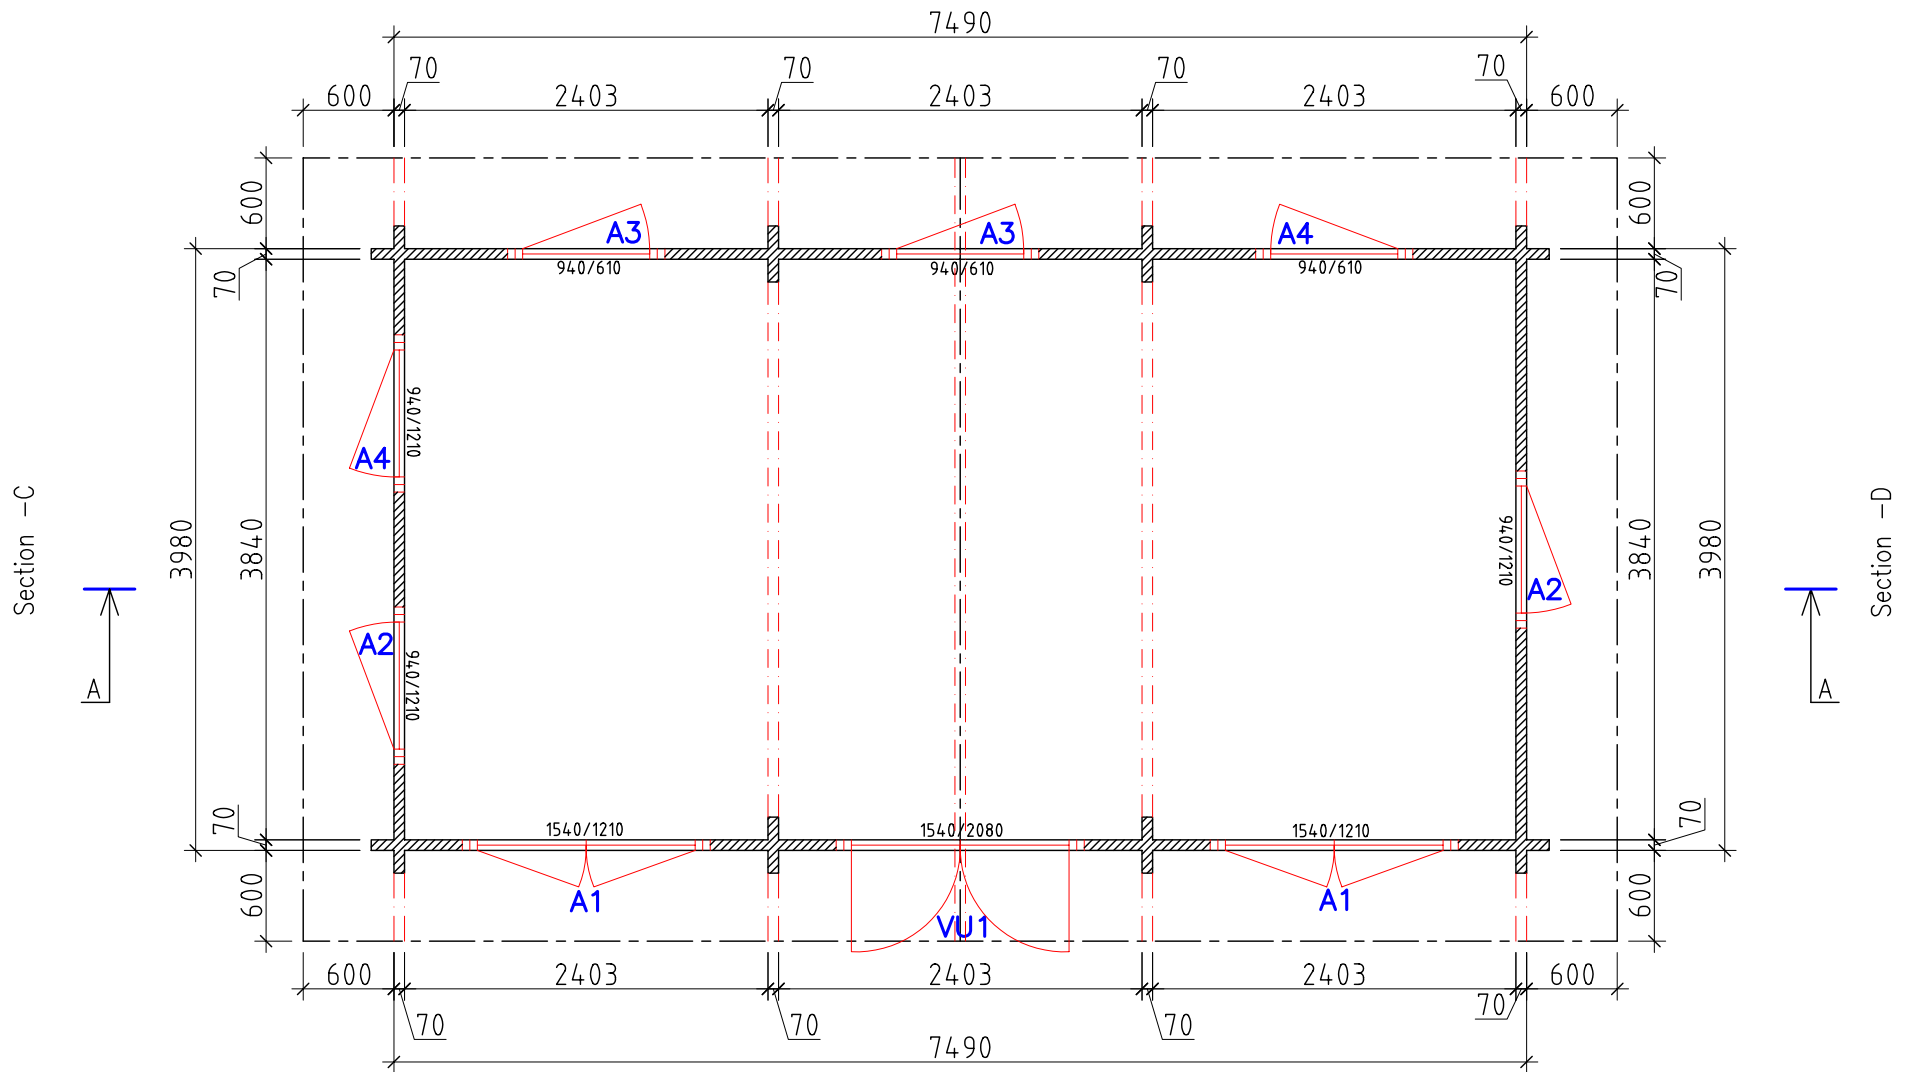 7490
70 70 70 70
600 2403 2403 2403 600
600 600
A3 A3 A4
940/610 940/610 940/610
70 70
940/1210
A4
Section -C
Section -D
3980 3840
940/1210
3840 3980
A2
A2
940/1210
A A
70 70
1540/1210 1540/2080 1540/1210
600 600
A1 VU1 A1
600 2403 2403 2403 600
70 70 70 70
7490